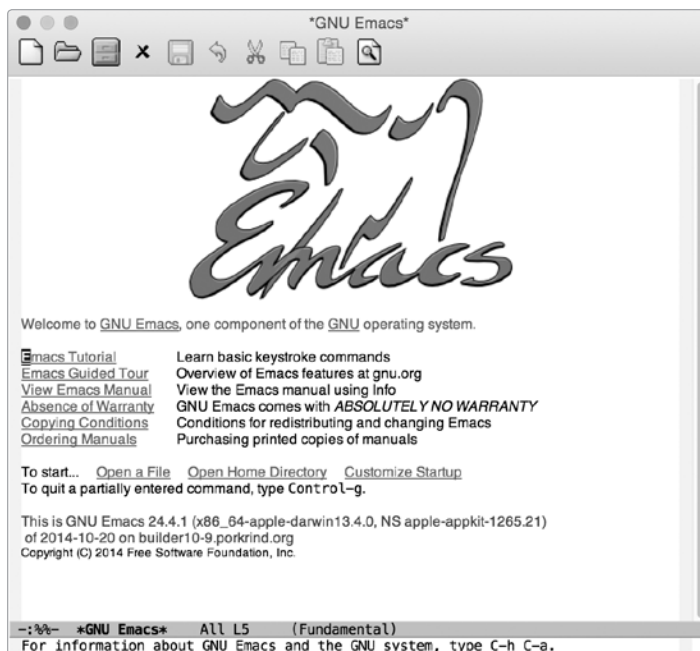 *GNU Emacs*
Emacs
Welcome to GNU Emacs, one component of the GNU operating system.
Emacs Tutorial Learn basic keystroke commands
Emacs Guided Tour Overview of Emacs features at gnu.org
View Emacs Manual View the Emacs manual using Info
Absence of Warranty GNU Emacs comes with ABSOLUTELY NO WARRANTY
Copying Conditions Conditions for redistributing and changing Emacs
Ordering Manuals Purchasing printed copies of manuals
To start... Open a File Open Home Directory Customize Startup
To quit a partially entered command, type Control-g.
This is GNU Emacs 24.4.1 (x86_64-apple-darwin13.4.0, NS apple-appkit-1265.21)
of 2014-10-20 on builder10-9.porkrind.org
Copyright (C) 2014 Free Software Foundation, Inc.
-:%%- *GNU Emacs* All L5 (Fundamental)
For information about GNU Emacs and the GNU system, type C-h C-a.